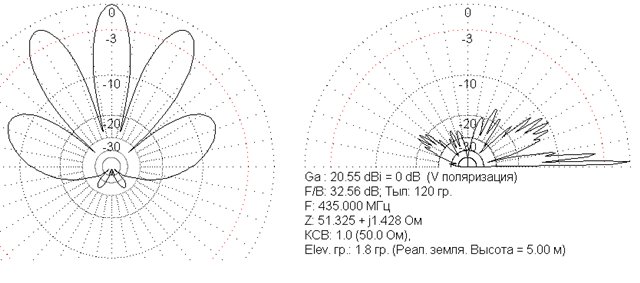 0
-3
-10
-20
-30
0
-3
-10
-20
-30
Ga : 20.55 dBi = 0 dB (V поляризация)
F/B: 32.56 dB; Тыл: 120 гр.
F: 435.000 МГц
Z: 51.325 + j1.428 Ом
КСВ: 1.0 (50.0 Ом),
Elev. гр.: 1.8 гр. (Реал. земля. Высота = 5.00 м)